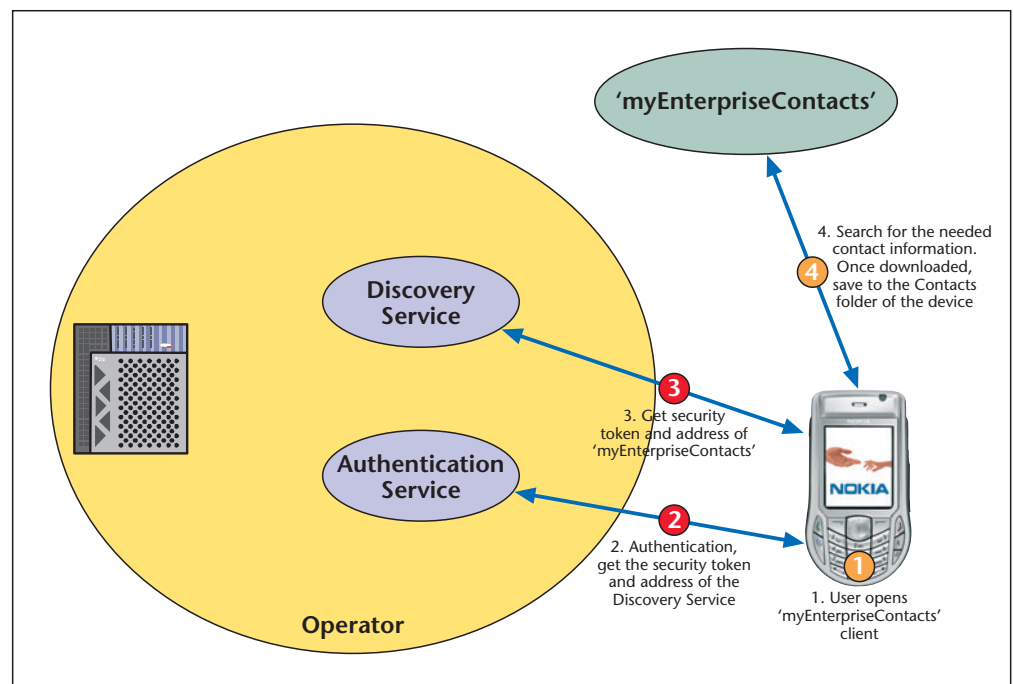 'myEnterpriseContacts'
4. Search for the needed
contact information.
Once downloaded,
save to the Contacts
folder of the device
4
Discovery
Service
3
3. Get security
token and address of
'myEnterpriseContacts'
Authentication
Service
2
2. Authentication,
get the security token
and address of the
Discovery Service
NOKIA
1
1. User opens
'myEnterpriseContacts'
client
Operator